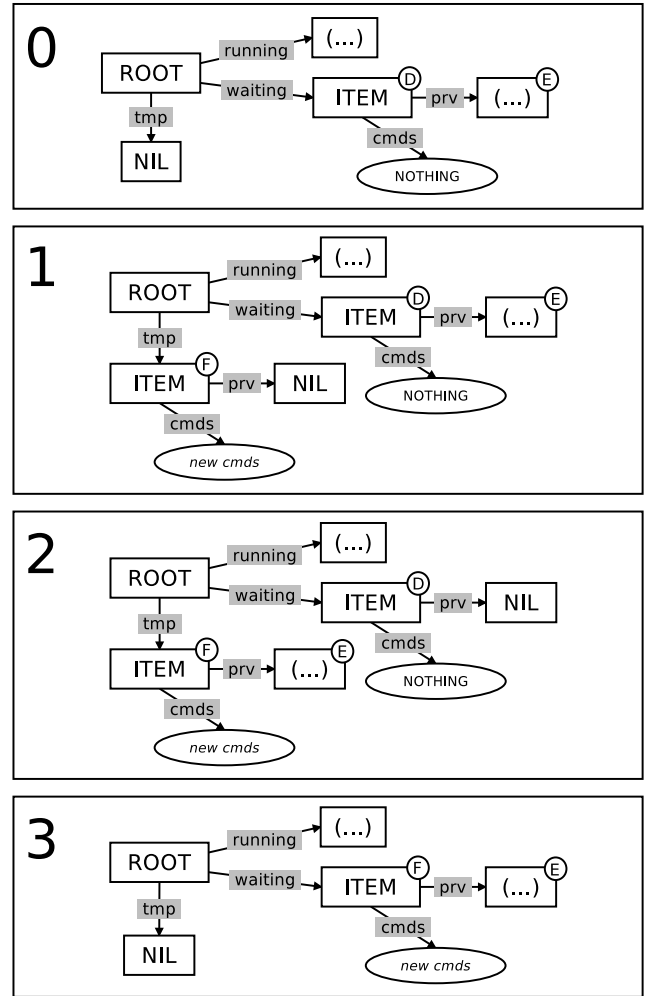 0
running
(...)
ROOT
waiting
ITEM
D
prv
(...)
E
tmp
cmds
NIL
NOTHING
1
running
(...)
ROOT
waiting
ITEM
D
prv
(...)
E
tmp
cmds
ITEM
F
prv
NIL
NOTHING
cmds
new cmds
2
running
(...)
ROOT
waiting
ITEM
D
prv
NIL
tmp
cmds
ITEM
F
prv
(...)
E
NOTHING
cmds
new cmds
3
running
(...)
ROOT
waiting
ITEM
F
prv
(...)
E
tmp
cmds
NIL
new cmds